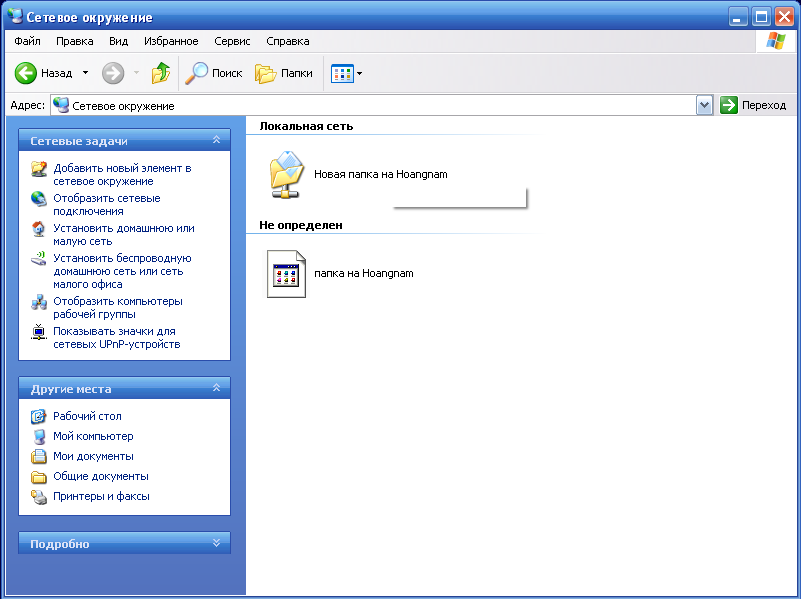 Сетевое окружение
Файл Правка Вид Избранное Сервис Справка
Назад Поиск Папки
Адрес: Сетевое окружение Переход
Сетевые задачи
Добавить новый элемент в
сетевое окружение
Отобразить сетевые
подключения
Установить домашнюю или
малую сеть
Установить беспроводную
домашнюю сеть или сеть
малого офиса
Отобразить компьютеры
рабочей группы
Показывать значки для
сетевых UPnP-устройств
Другие места
Рабочий стол
Мой компьютер
Мои документы
Общие документы
Принтеры и факсы
Подробно
Локальная сеть
Новая папка на Hoangnam
Не определен
папка на Hoangnam